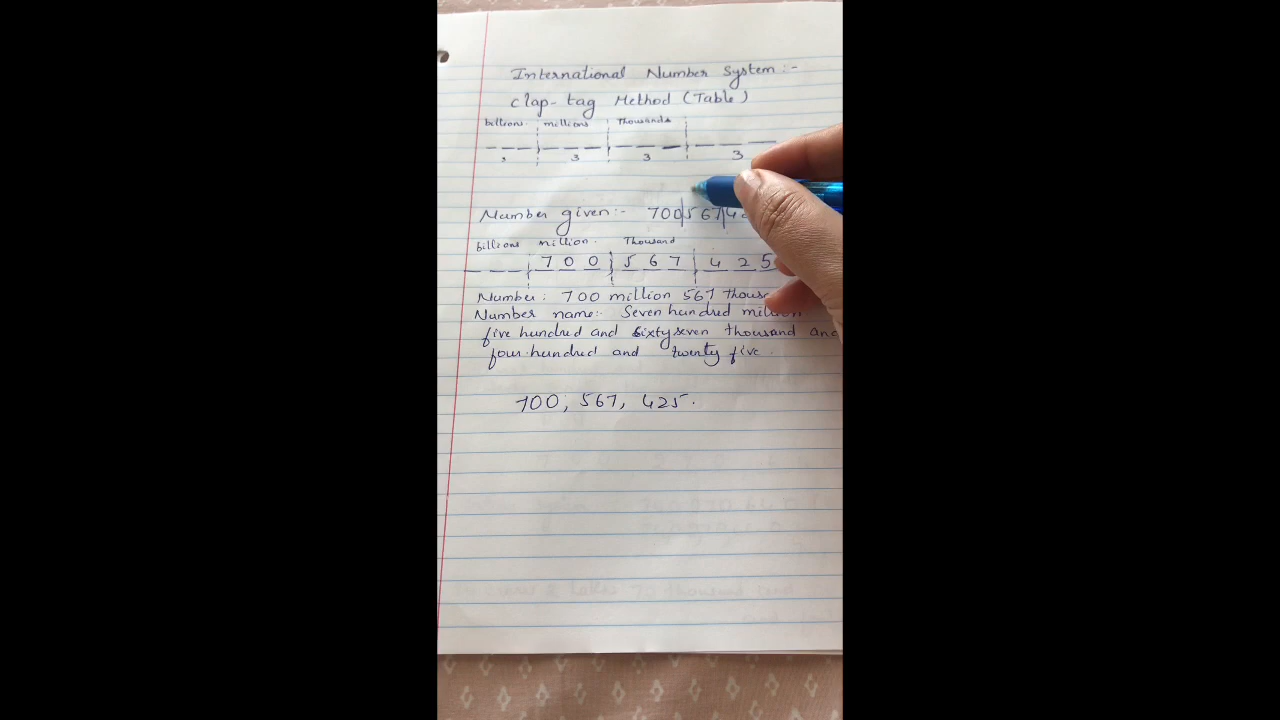 International Number System:-
Clap-tag Method (Table)
billions millions Thousands
3 3 3 3
Number given:- 700|567|4
billions million Thousand
7 0 0 5 6 7 4 2 5
Number: 700 million 567
Number name:- Seven hundred million
five hundred and sixty seven thousand and
four hundred and twenty five.
700, 567, 425.